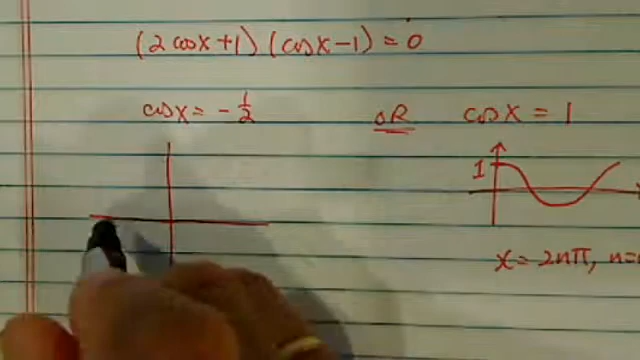 (2cosx+1)(cosx-1)=0
cosx = -1/2 OR cosx = 1
1
x = 2nπ, n=